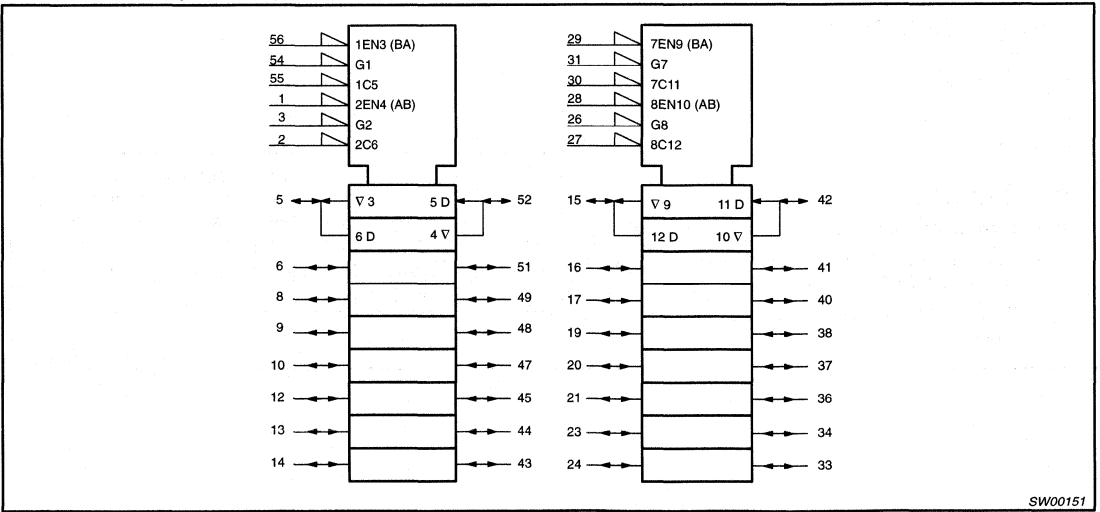 56 1EN3 (BA)
54 G1
55 1C5
1 2EN4 (AB)
3 G2
2 2C6
5 ∇ 3 5 D 52
6 D 4 ∇
6 51
8 49
9 48
10 47
12 45
13 44
14 43
29 7EN9 (BA)
31 G7
30 7C11
28 8EN10 (AB)
26 G8
27 8C12
15 ∇ 9 11 D 42
12 D 10 ∇
16 41
17 40
19 38
20 37
21 36
23 34
24 33
SW00151